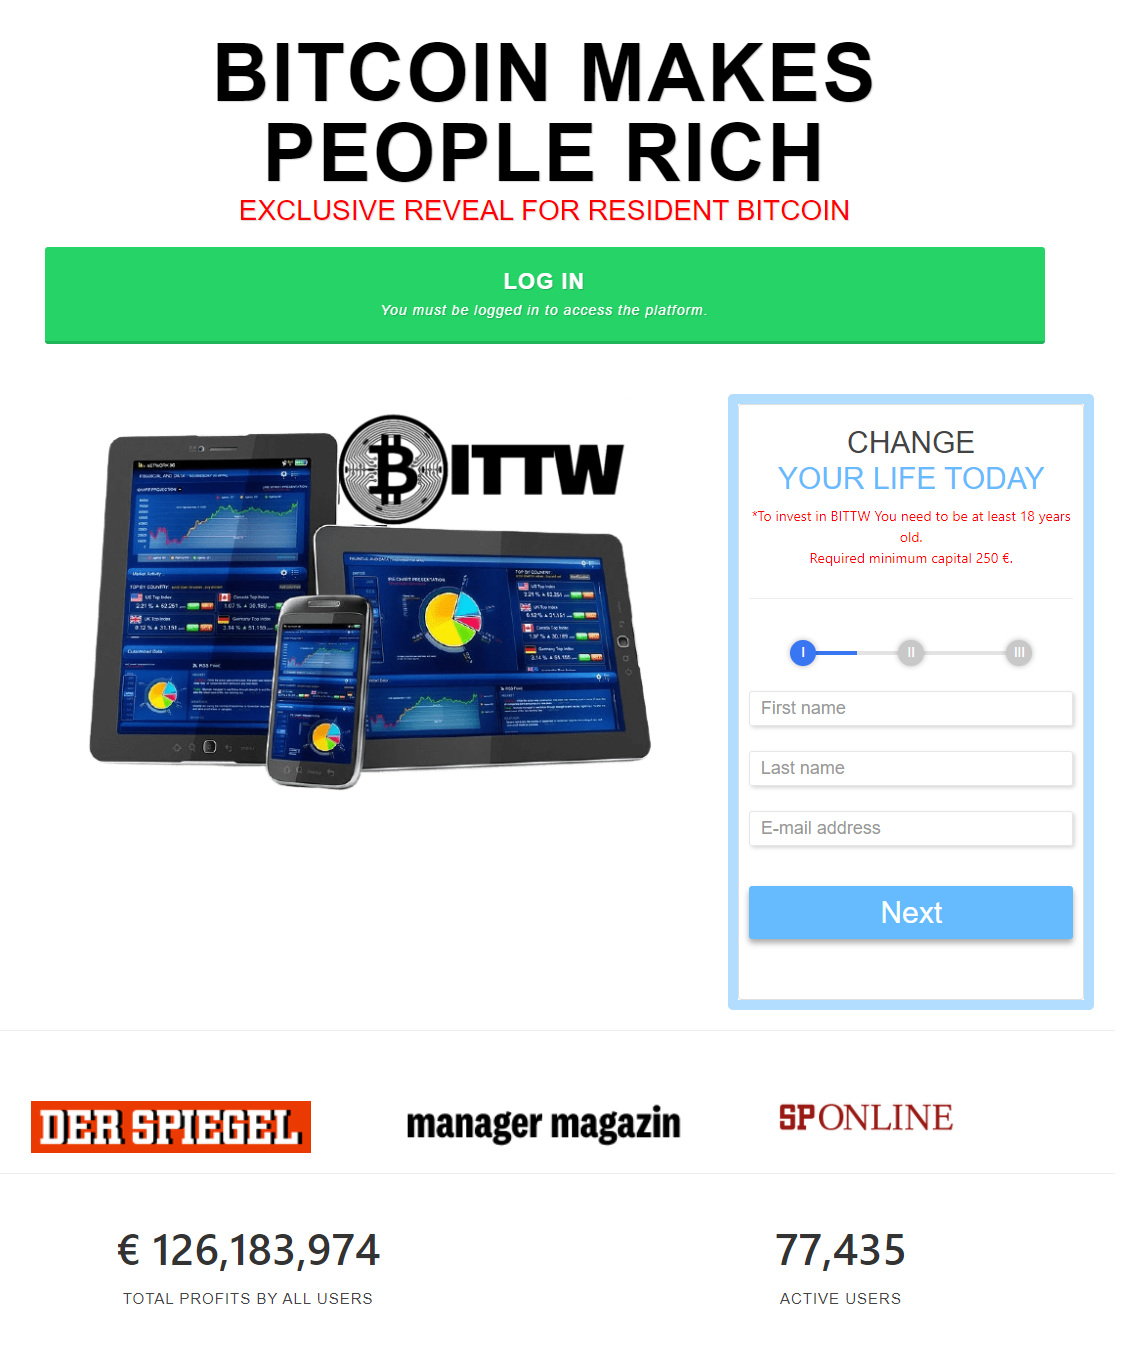 BITCOIN MAKES
PEOPLE RICH
EXCLUSIVE REVEAL FOR RESIDENT BITCOIN
LOG IN
You must be logged in to access the platform.
BITTW
CHANGE
YOUR LIFE TODAY
*To invest in BITTW You need to be at least 18 years
old.
Required minimum capital 250 €.
I II III
First name
Last name
E-mail address
Next
DER SPIEGEL
manager magazin
SPONLINE
€ 126,183,974
TOTAL PROFITS BY ALL USERS
77,435
ACTIVE USERS